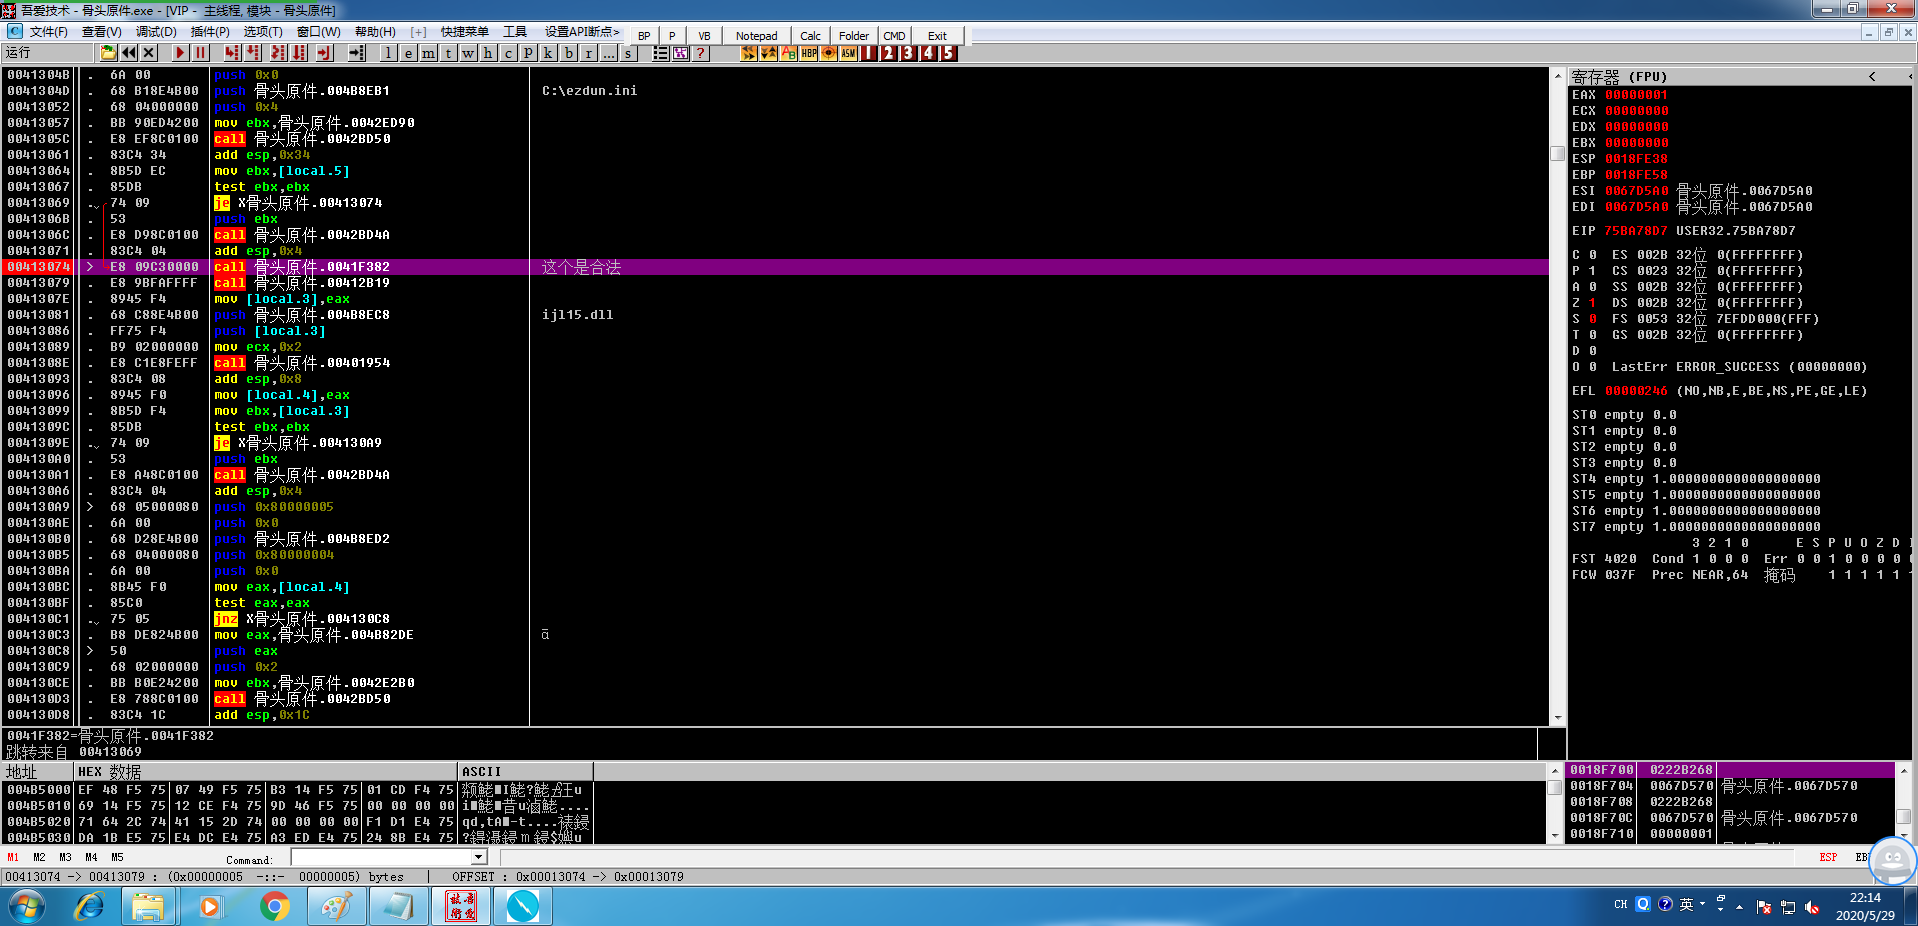 吾爱技术 - 骨头原件.exe - [VIP - 主线程, 模块 - 骨头原件]
文件(F) 查看(V) 调试(D) 插件(P) 选项(T) 窗口(W) 帮助(H) [+] 快捷菜单 工具 设置API断点> BP P VB Notepad Calc Folder CMD Exit
运行 l e m t w h c p k b r ... s ? HBP ASM 1 2 3 4 5
0041304B . 6A 00 push 0x0
0041304D . 68 B18E4B00 push 骨头原件.004B8EB1 C:\ezdun.ini
00413052 . 68 04000000 push 0x4
00413057 . BB 90ED4200 mov ebx,骨头原件.0042ED90
0041305C . E8 EF8C0100 call 骨头原件.0042BD50
00413061 . 83C4 34 add esp,0x34
00413064 . 8B5D EC mov ebx,[local.5]
00413067 . 85DB test ebx,ebx
00413069 . 74 09 je X骨头原件.00413074
0041306B . 53 push ebx
0041306C . E8 D98C0100 call 骨头原件.0042BD4A
00413071 . 83C4 04 add esp,0x4
00413074 > E8 09C30000 call 骨头原件.0041F382 这个是合法
00413079 . E8 9BFAFFFF call 骨头原件.00412B19
0041307E . 8945 F4 mov [local.3],eax
00413081 . 68 C88E4B00 push 骨头原件.004B8EC8 ijl15.dll
00413086 . FF75 F4 push [local.3]
00413089 . B9 02000000 mov ecx,0x2
0041308E . E8 C1E8FEFF call 骨头原件.00401954
00413093 . 83C4 08 add esp,0x8
00413096 . 8945 F0 mov [local.4],eax
00413099 . 8B5D F4 mov ebx,[local.3]
0041309C . 85DB test ebx,ebx
0041309E . 74 09 je X骨头原件.004130A9
004130A0 . 53 push ebx
004130A1 . E8 A48C0100 call 骨头原件.0042BD4A
004130A6 . 83C4 04 add esp,0x4
004130A9 > 68 05000080 push 0x80000005
004130AE . 6A 00 push 0x0
004130B0 . 68 D28E4B00 push 骨头原件.004B8ED2
004130B5 . 68 04000080 push 0x80000004
004130BA . 6A 00 push 0x0
004130BC . 8B45 F0 mov eax,[local.4]
004130BF . 85C0 test eax,eax
004130C1 . 75 05 jnz X骨头原件.004130C8
004130C3 . B8 DE824B00 mov eax,骨头原件.004B82DE
004130C8 > 50 push eax
004130C9 . 68 02000000 push 0x2
004130CE . BB B0E24200 mov ebx,骨头原件.0042E2B0
004130D3 . E8 788C0100 call 骨头原件.0042BD50
004130D8 . 83C4 1C add esp,0x1C
寄存器 (FPU) < <
EAX 00000001
ECX 00000000
EDX 00000000
EBX 00000000
ESP 0018FE38
EBP 0018FE58
ESI 0067D5A0 骨头原件.0067D5A0
EDI 0067D5A0 骨头原件.0067D5A0
EIP 75BA78D7 USER32.75BA78D7
C 0 ES 002B 32位 0(FFFFFFFF)
P 1 CS 0023 32位 0(FFFFFFFF)
A 0 SS 002B 32位 0(FFFFFFFF)
Z 1 DS 002B 32位 0(FFFFFFFF)
S 0 FS 0053 32位 7EFDD000(FFF)
T 0 GS 002B 32位 0(FFFFFFFF)
D 0
O 0 LastErr ERROR_SUCCESS (00000000)
EFL 00000246 (NO,NB,E,BE,NS,PE,GE,LE)
ST0 empty 0.0
ST1 empty 0.0
ST2 empty 0.0
ST3 empty 0.0
ST4 empty 1.0000000000000000000
ST5 empty 1.0000000000000000000
ST6 empty 1.0000000000000000000
ST7 empty 1.0000000000000000000
3 2 1 0 E S P U O Z D I
FST 4020 Cond 1 0 0 0 Err 0 0 1 0 0 0 0 0
FCW 037F Prec NEAR,64 掩码 1 1 1 1 1 1
0041F382=骨头原件.0041F382
跳转来自 00413069
地址 HEX 数据 ASCII
004B5000 EF 48 F5 75 07 49 F5 75 B3 14 F5 75 01 CD F4 75
004B5010 69 14 F5 75 12 CE F4 75 9D 46 F5 75 00 00 00 00
004B5020 71 64 2C 74 41 15 2D 74 00 00 00 00 F1 D1 E4 75
004B5030 DA 1B E5 75 E4 DC E4 75 A3 ED E4 75 24 8B E4 75
0018F700 0222B268
0018F704 0067D570 骨头原件.0067D570
0018F708 0222B268
0018F70C 0067D570 骨头原件.0067D570
0018F710 00000001
M1 M2 M3 M4 M5 Command: ESP
00413074 -> 00413079 : (0x00000005 -::- 00000005) bytes | OFFSET : 0x00013074 -> 0x00013079
CH 英 22:14
2020/5/29